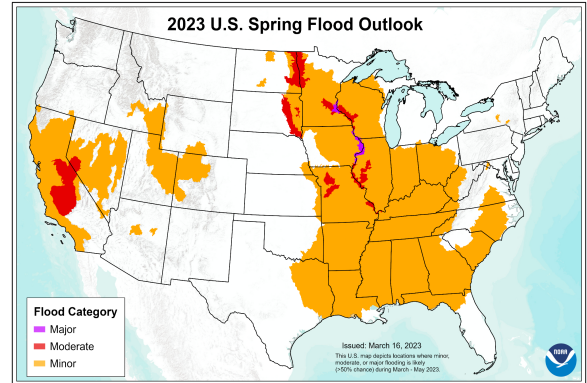 2023 U.S. Spring Flood Outlook
Flood Category
Major
Moderate
Minor
Issued: March 16, 2023
This U.S. map depicts locations where minor,
moderate, or major flooding is likely
(>50% chance) during March - May 2023.
NOAA